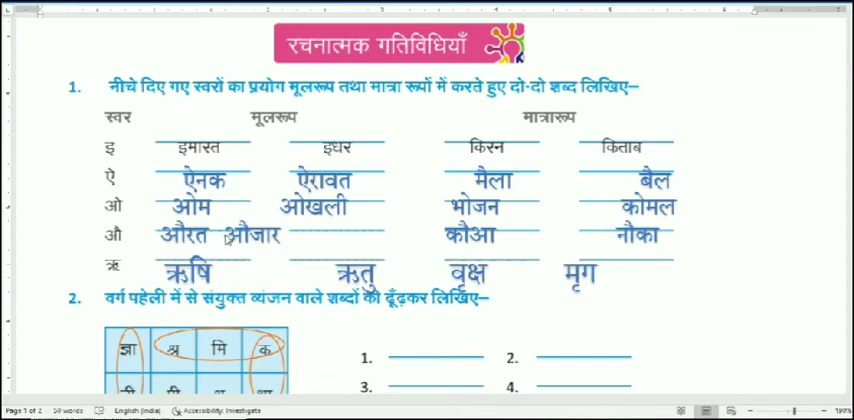 रचनात्मक गतिविधियाँ
1. नीचे दिए गए स्वरों का प्रयोग मूलरूप तथा मात्रा रूपों में करते हुए दो-दो शब्द लिखिए–
स्वर मूलरूप मात्रारूप
इ इमारत इधर किरन किताब
ऐ ऐनक ऐरावत मैला बैल
ओ ओम ओखली भोजन कोमल
औ औरत औजार कौआ नौका
ऋ ऋषि ऋतु वृक्ष मृग
2. वर्ग पहेली में से संयुक्त व्यंजन वाले शब्दों को ढूँढ़कर लिखिए–
ज्ञा श्र मि क 1. 2.
3. 4.
Page 1 of 2 50 words English (India) Accessibility: Investigate 190%